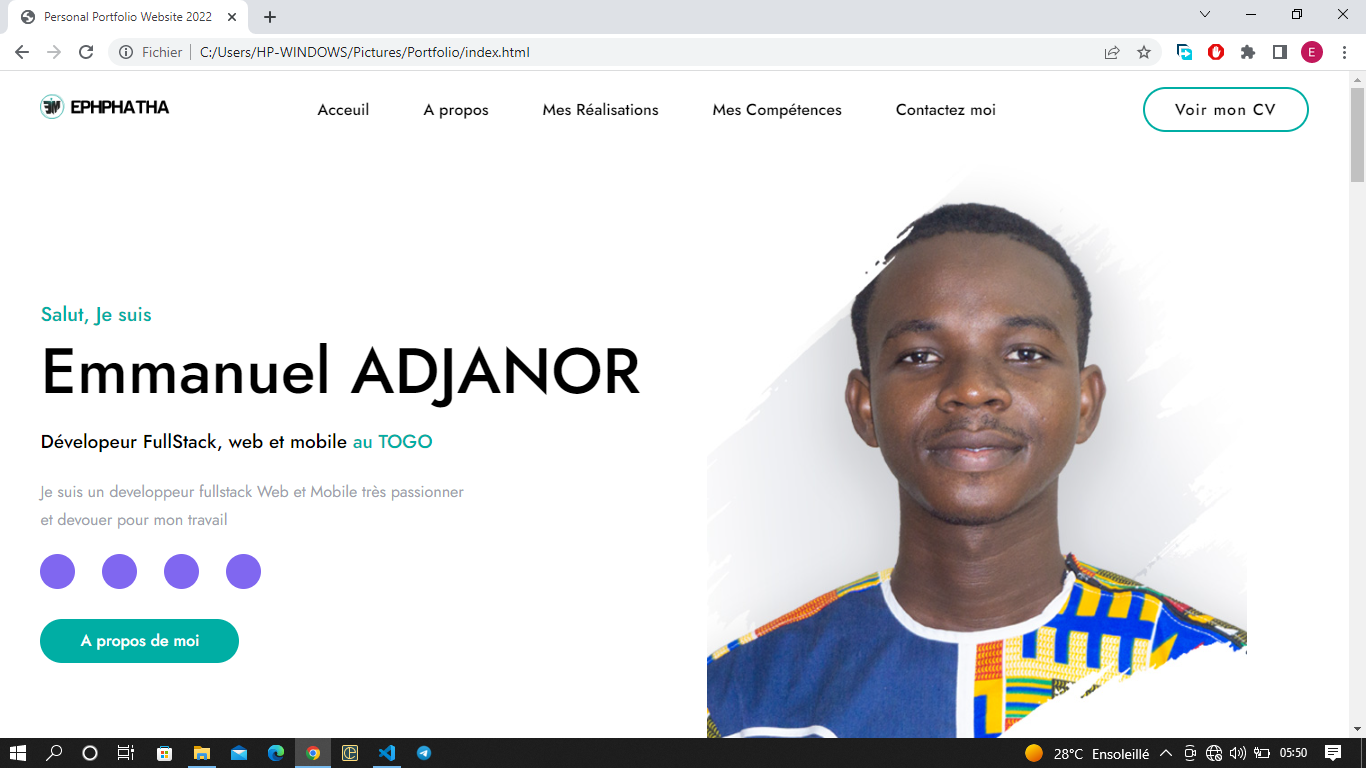 Personal Portfolio Website 2022
Fichier
C:/Users/HP-WINDOWS/Pictures/Portfolio/index.html
E
EPHPHATHA
Acceuil
A propos
Mes Réalisations
Mes Compétences
Contactez moi
Voir mon CV
Salut, Je suis
Emmanuel ADJANOR
Dévelopeur FullStack, web et mobile au TOGO
Je suis un developpeur fullstack Web et Mobile très passionner
et devouer pour mon travail
A propos de moi
28°C Ensoleillé
05:50